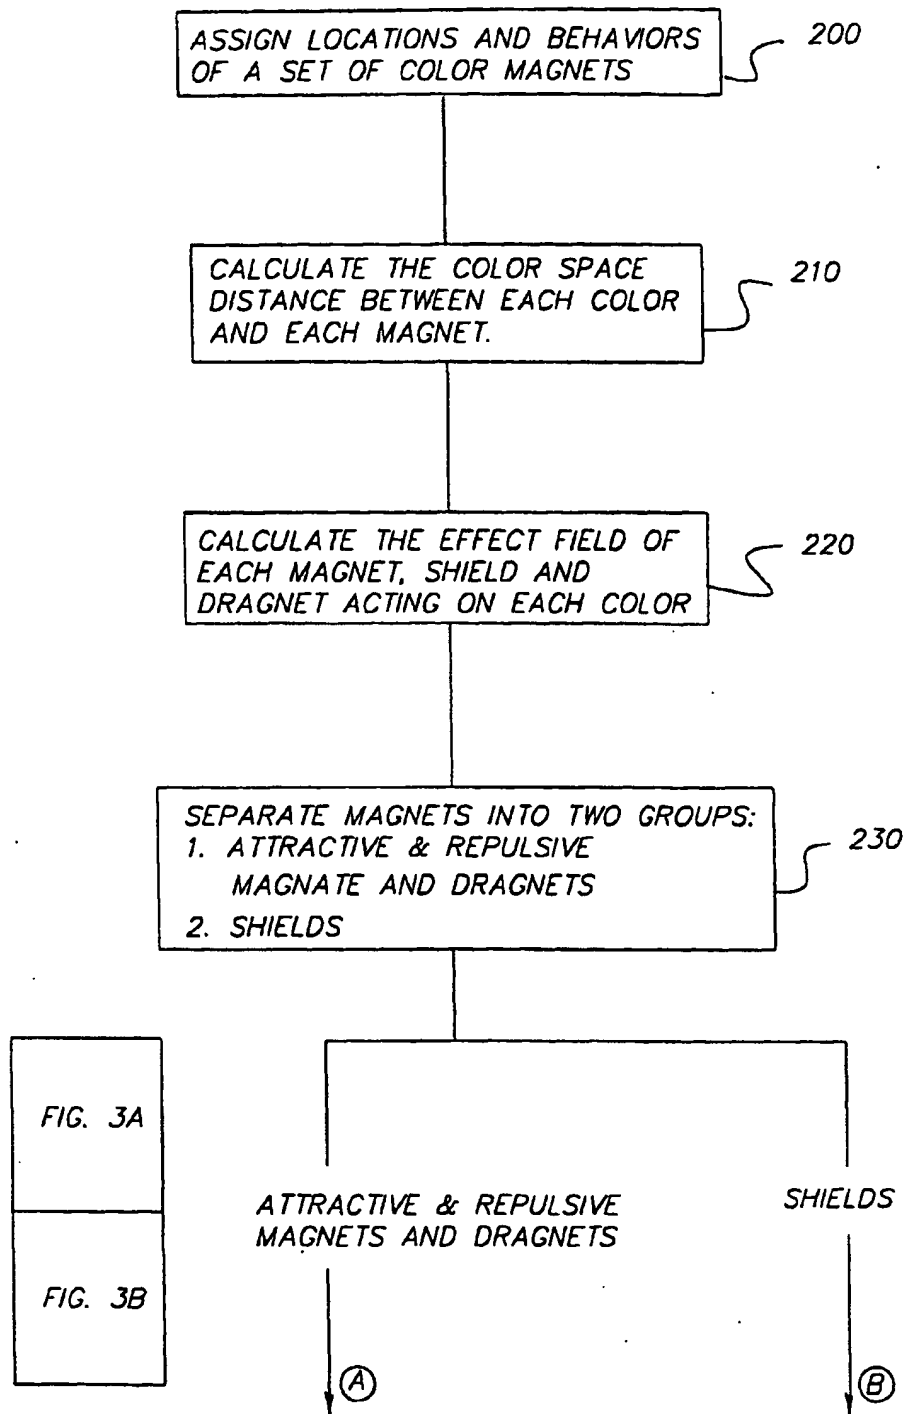 ASSIGN LOCATIONS AND BEHAVIORS
OF A SET OF COLOR MAGNETS
200
CALCULATE THE COLOR SPACE
DISTANCE BETWEEN EACH COLOR
AND EACH MAGNET.
210
CALCULATE THE EFFECT FIELD OF
EACH MAGNET, SHIELD AND
DRAGNET ACTING ON EACH COLOR
220
SEPARATE MAGNETS INTO TWO GROUPS:
1. ATTRACTIVE & REPULSIVE
MAGNATE AND DRAGNETS
2. SHIELDS
230
FIG. 3A
FIG. 3B
ATTRACTIVE & REPULSIVE
MAGNETS AND DRAGNETS
SHIELDS
A
B